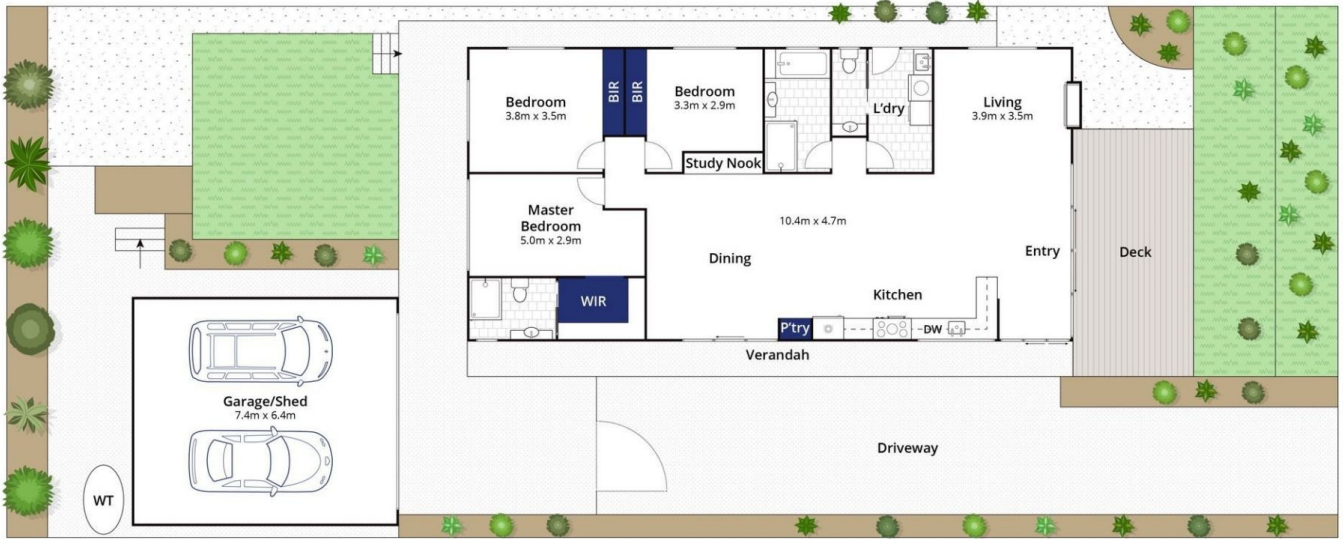 Bedroom
3.8m x 3.5m
BIR
BIR
Bedroom
3.3m x 2.9m
L'dry
Living
3.9m x 3.5m
Study Nook
Master
Bedroom
5.0m x 2.9m
10.4m x 4.7m
Dining
Entry
Deck
WIR
Kitchen
P'try
DW
Verandah
Garage/Shed
7.4m x 6.4m
Driveway
WT